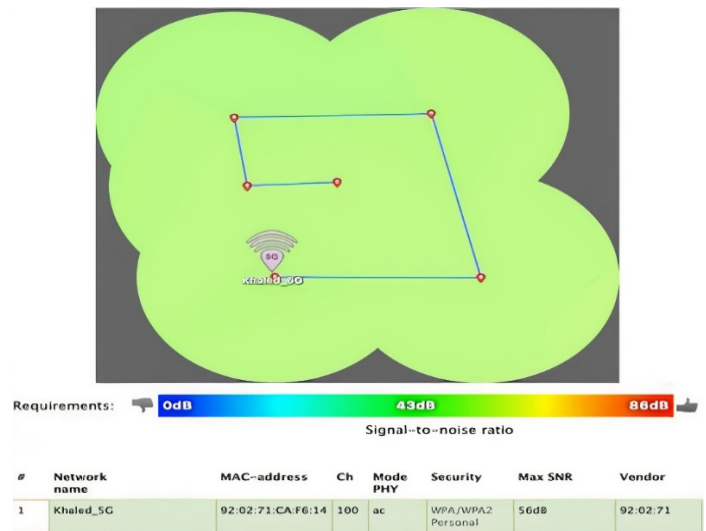 5G
Khaled_5G
Requirements: 0dB 43dB 86dB
Signal-to-noise ratio
# Network name MAC-address Ch Mode PHY Security Max SNR Vendor
1 Khaled_5G 92:02:71:CA:F6:14 100 ac WPA/WPA2 Personal 56dB 92:02:71